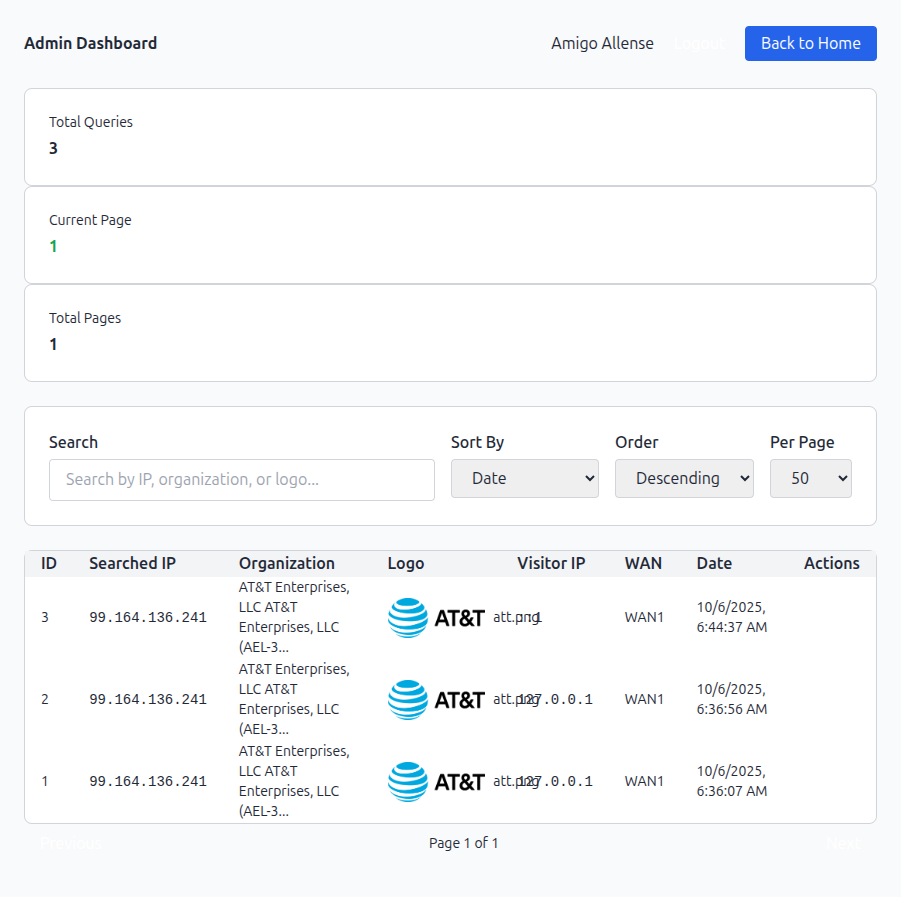 Admin Dashboard
Amigo Allense Logout Back to Home
Total Queries
3
Current Page
1
Total Pages
1
Search Sort By Order Per Page
Search by IP, organization, or logo... Date Descending 50
ID Searched IP Organization Logo Visitor IP WAN Date Actions
3 99.164.136.241 AT&T Enterprises, LLC AT&T Enterprises, LLC (AEL-3... AT&T att.png ::1 WAN1 10/6/2025, 6:44:37 AM
2 99.164.136.241 AT&T Enterprises, LLC AT&T Enterprises, LLC (AEL-3... AT&T att.png 127.0.0.1 WAN1 10/6/2025, 6:36:56 AM
1 99.164.136.241 AT&T Enterprises, LLC AT&T Enterprises, LLC (AEL-3... AT&T att.png 127.0.0.1 WAN1 10/6/2025, 6:36:07 AM
Previous Page 1 of 1 Next